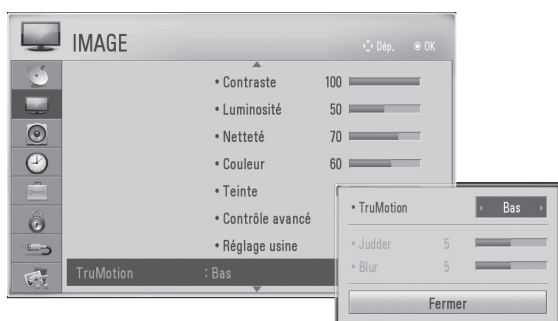 IMAGE
Dép. OK
• Contraste 100
• Luminosité 50
• Netteté 70
• Couleur 60
• Teinte
• Contrôle avancé
• Réglage usine
TruMotion : Bas
• TruMotion Bas
• Judder 5
• Blur 5
Fermer